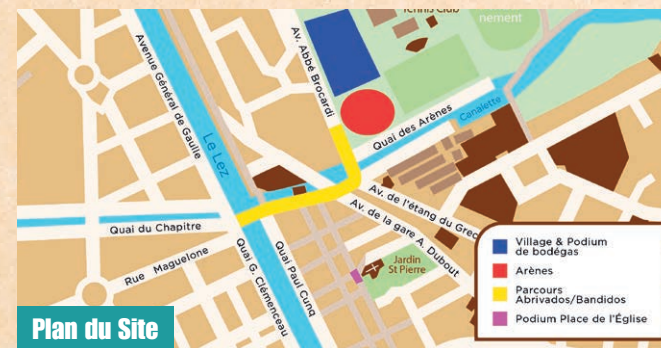 Tennis Club
nement
Av. Abbé Brocardi
Avenue Général de Gaulle
Le Lez
Quai des Arènes
Canalette
Quai du Chapitre
Rue Maguelone
Quai G. Clémenceau
Quai Paul Cunq
Av. de l'étang du Grec
Av. de la gare A. Dubout
Jardin
St Pierre
Village & Podium
de bodégas
Arènes
Parcours
Abrivados/Bandidos
Podium Place de l'Église
Plan du Site